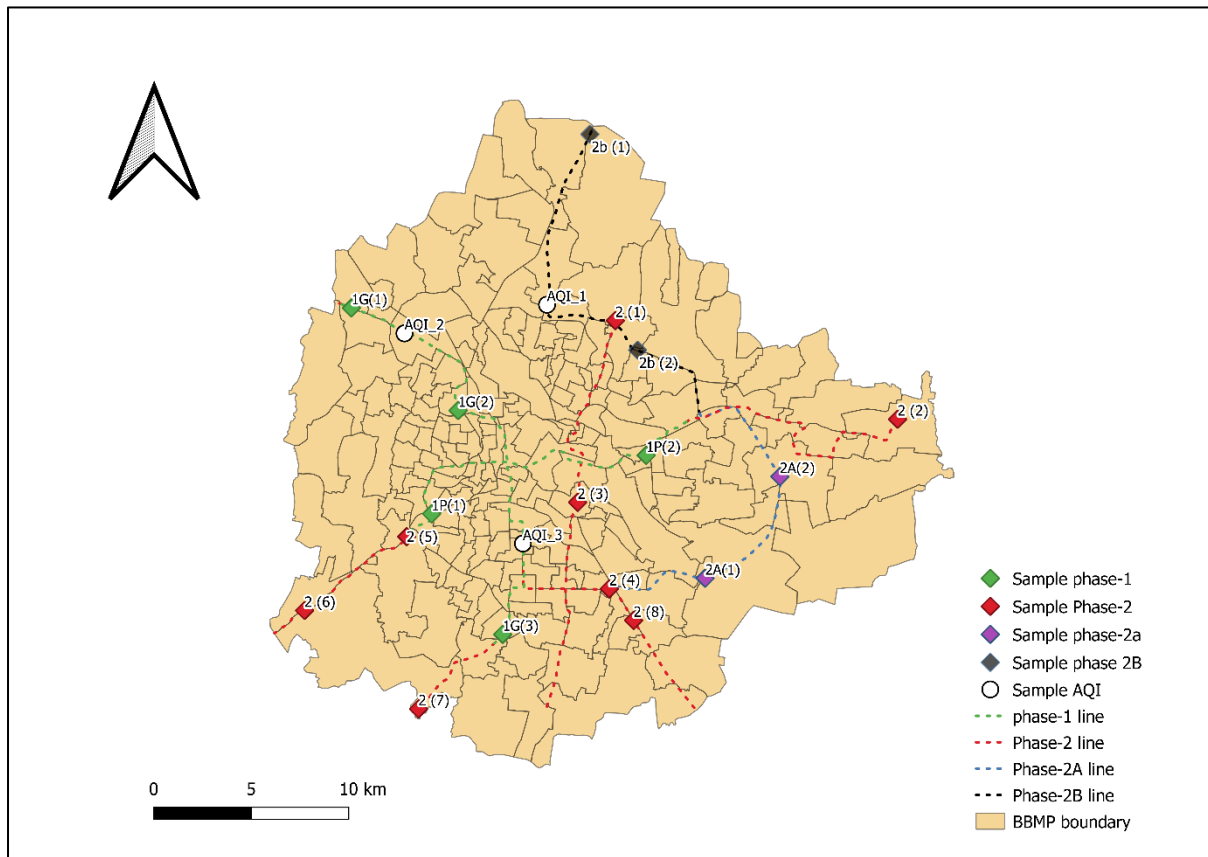 2b (1)
AQI_1
1G(1)
2 (1)
AQI_2
2b (2)
1G(2)
2 (2)
1P(2)
2A(2)
2 (3)
1P(1)
2 (5)
AQI_3
2 (4)
2A(1)
2 (6)
2 (8)
1G(3)
2 (7)
Sample phase-1
Sample Phase-2
Sample phase-2a
Sample phase 2B
Sample AQI
phase-1 line
Phase-2 line
Phase-2A line
Phase-2B line
BBMP boundary
0 5 10 km